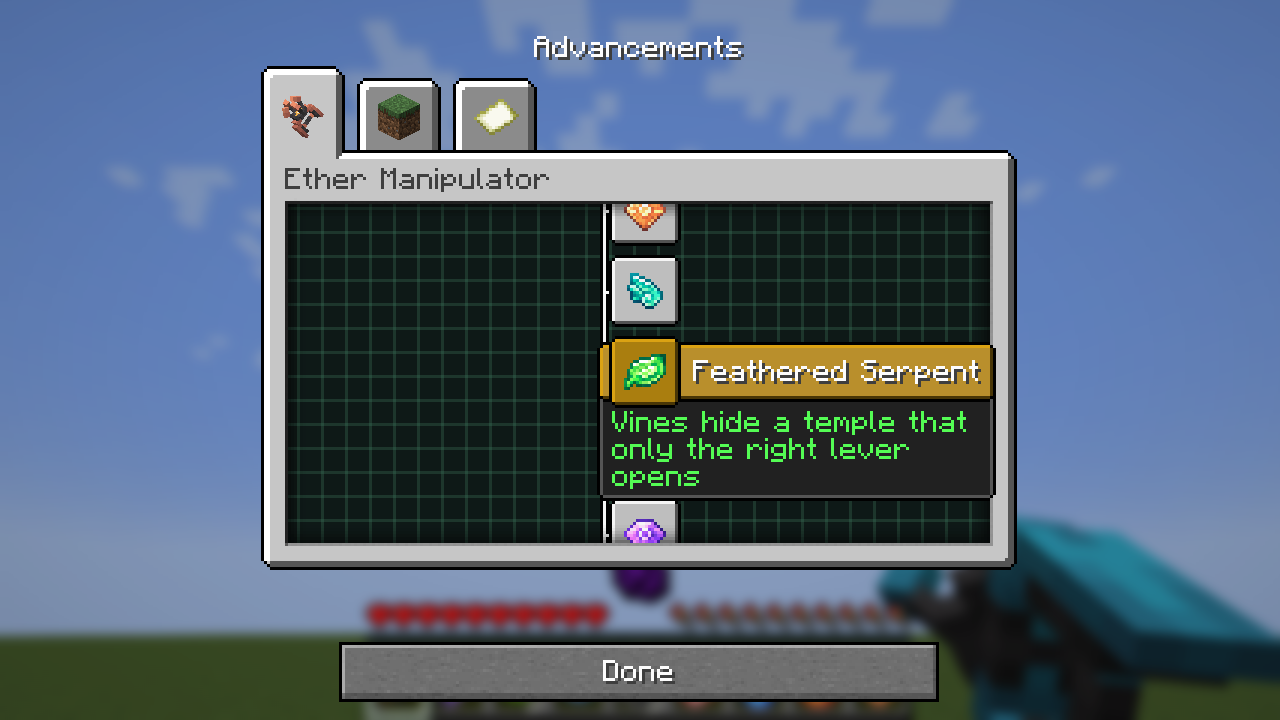 Advancements
Ether Manipulator
Feathered Serpent
Vines hide a temple that
only the right lever
opens
Done